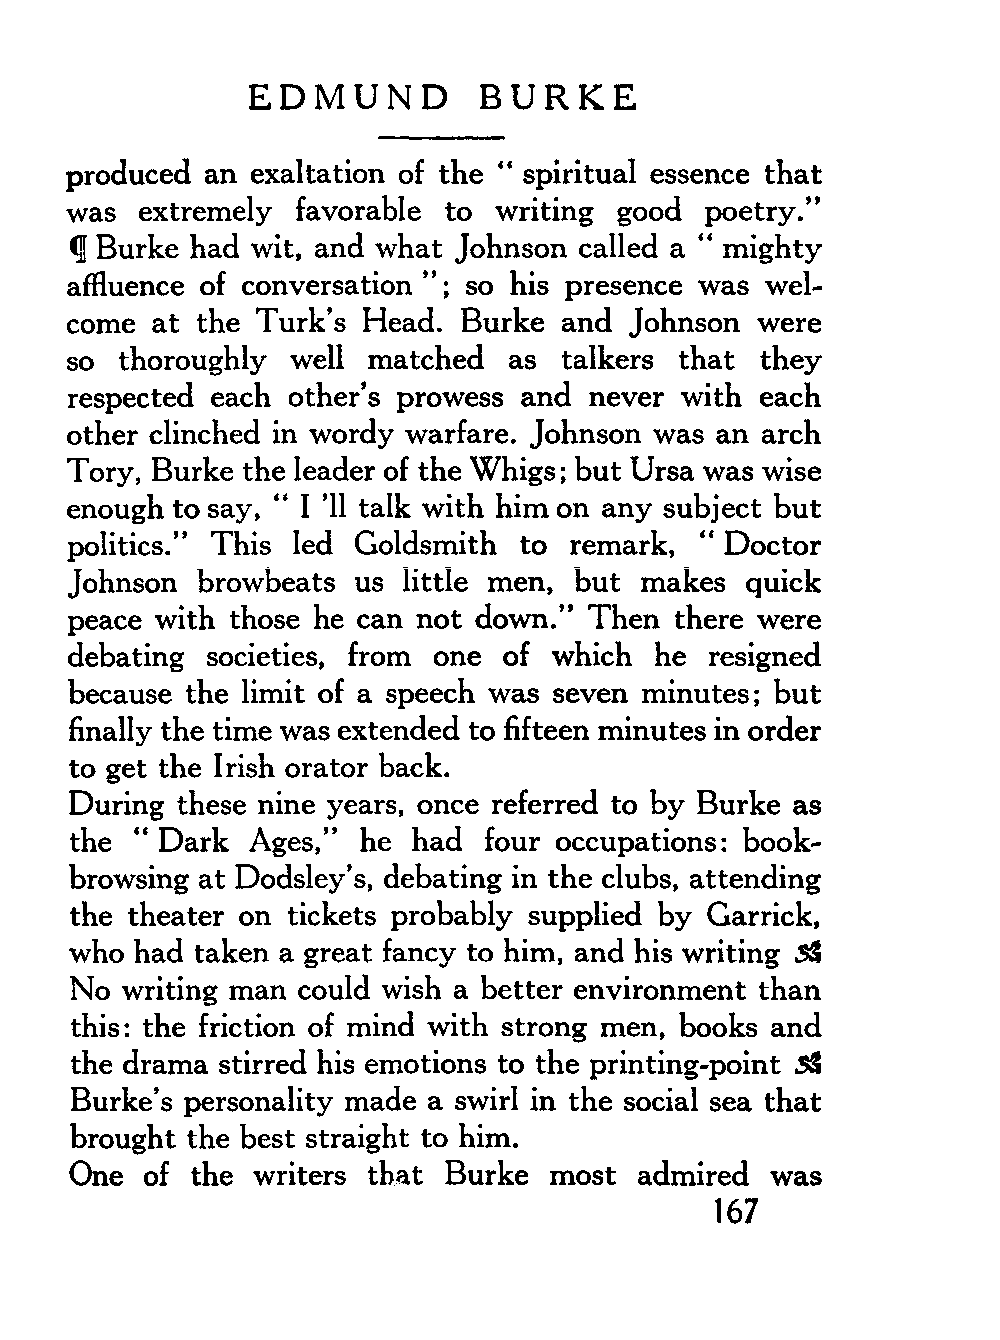 EDMUND BURKE
produced an exaltation of the “ spiritual essence that
was extremely favorable to writing good poetry.”
¶ Burke had wit, and what Johnson called a “ mighty
affluence of conversation ”; so his presence was wel-
come at the Turk’s Head. Burke and Johnson were
so thoroughly well matched as talkers that they
respected each other’s prowess and never with each
other clinched in wordy warfare. Johnson was an arch
Tory, Burke the leader of the Whigs; but Ursa was wise
enough to say, “ I ’ll talk with him on any subject but
politics.” This led Goldsmith to remark, “ Doctor
Johnson browbeats us little men, but makes quick
peace with those he can not down.” Then there were
debating societies, from one of which he resigned
because the limit of a speech was seven minutes; but
finally the time was extended to fifteen minutes in order
to get the Irish orator back.
During these nine years, once referred to by Burke as
the “ Dark Ages,” he had four occupations: book-
browsing at Dodsley’s, debating in the clubs, attending
the theater on tickets probably supplied by Garrick,
who had taken a great fancy to him, and his writing
No writing man could wish a better environment than
this: the friction of mind with strong men, books and
the drama stirred his emotions to the printing-point
Burke’s personality made a swirl in the social sea that
brought the best straight to him.
One of the writers that Burke most admired was
167